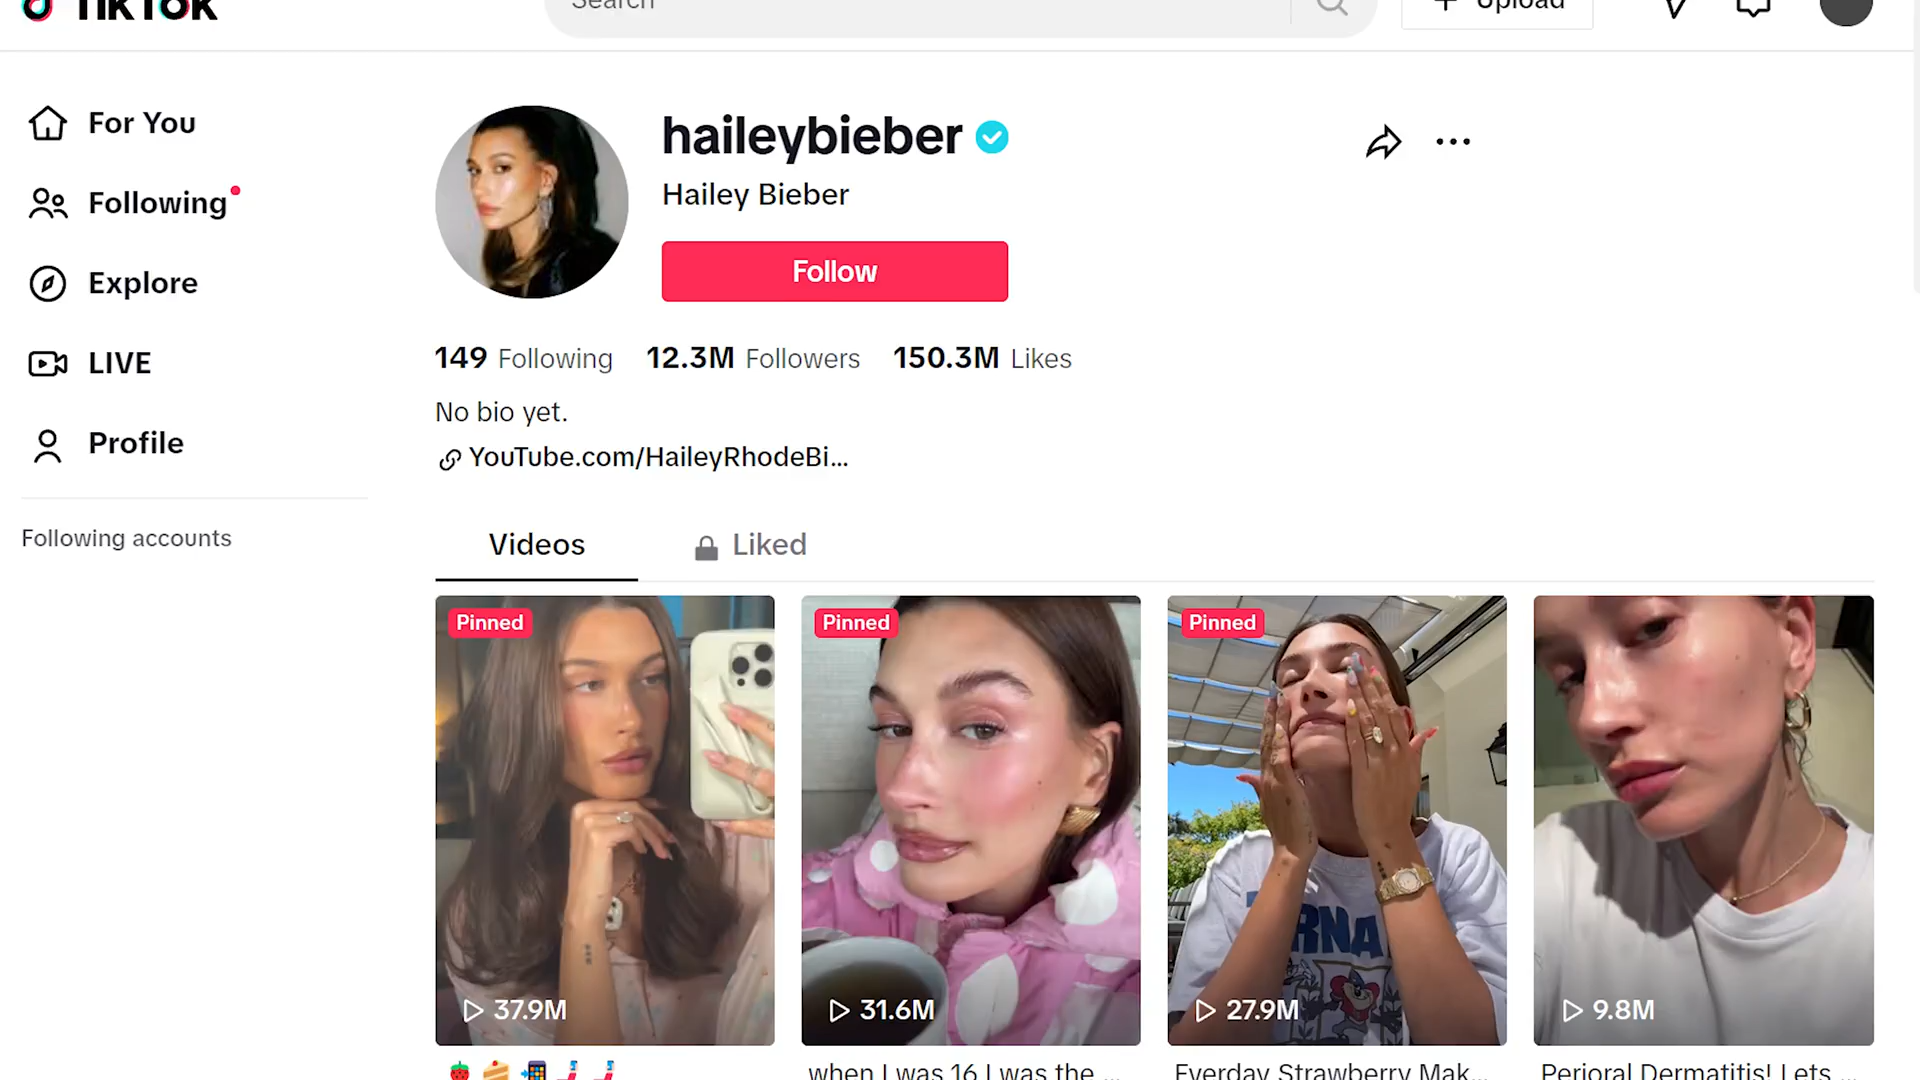 TikTok
Search
Upload
For You
Following
Explore
LIVE
Profile
Following accounts
haileybieber
Hailey Bieber
Follow
149 Following 12.3M Followers 150.3M Likes
No bio yet.
YouTube.com/HaileyRhodeBi...
Videos Liked
Pinned Pinned Pinned
37.9M 31.6M 27.9M 9.8M
🍓 🍰 📲 💅 💅
when I was 16 I was the ...
Everday Strawberry Mak...
Perioral Dermatitis! Lets ...